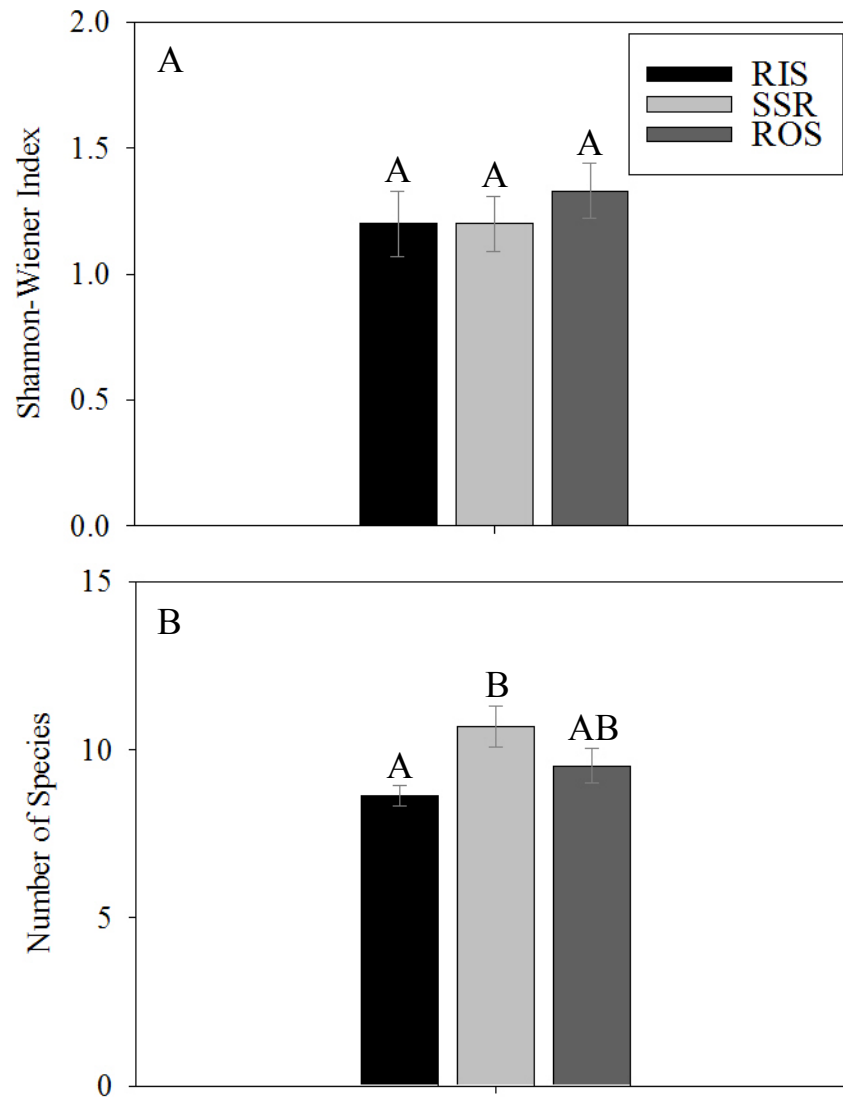 2.0
A
RIS
SSR
ROS
1.5
A
A
A
1.0
0.5
0.0
Shannon-Wiener Index
15
B
B
10
A
AB
5
0
Number of Species